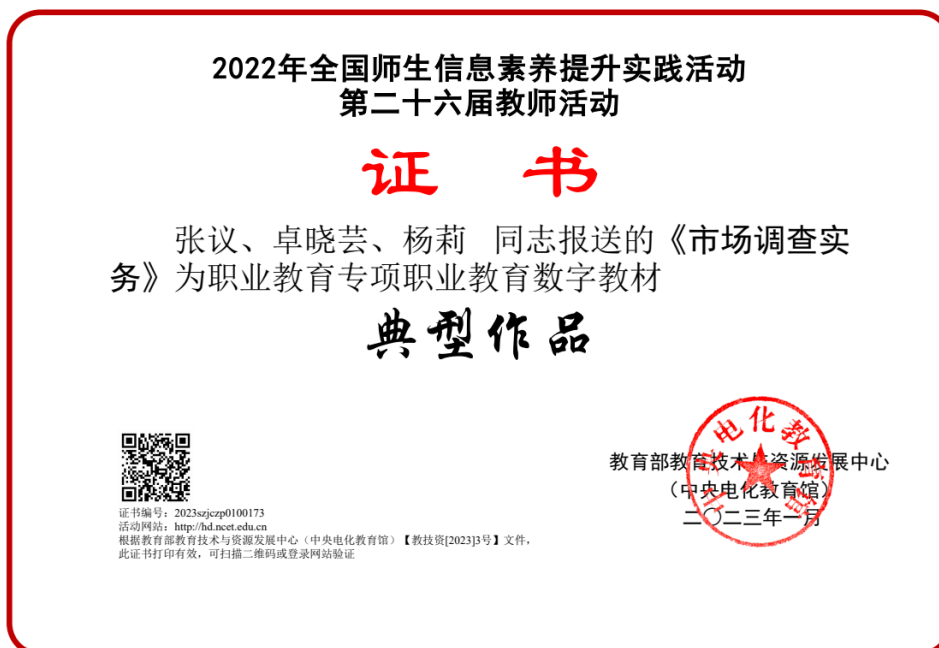 2022年全国师生信息素养提升实践活动
第二十六届教师活动
证 书
张议、卓晓芸、杨莉 同志报送的《市场调查实
务》为职业教育专项职业教育数字教材
典型作品
教育部教育技术与资源发展中心
（中央电化教育馆）
二〇二三年一月
中央电化教育馆
证书编号：2023szjczp0100173
活动网站：http://hd.ncet.edu.cn
根据教育部教育技术与资源发展中心（中央电化教育馆）【教技资[2023]3号】文件，
此证书打印有效，可扫描二维码或登录网站验证